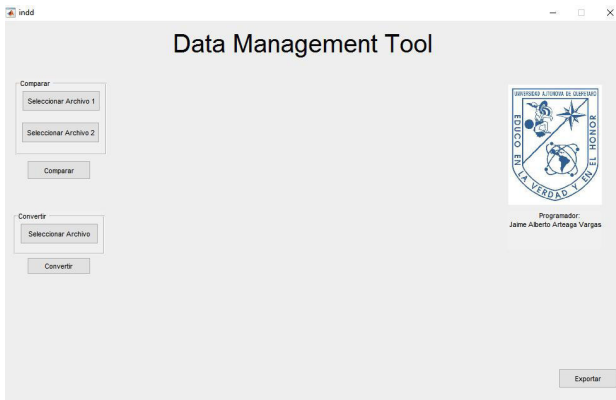 indd
Data Management Tool
Comparar
Seleccionar Archivo 1
Seleccionar Archivo 2
Comparar
Convertir
Seleccionar Archivo
Convertir
UNIVERSIDAD AUTONOMA DE QUERETARO
EDUCO EN LA VERDAD Y EN EL HONOR
Programador:
Jaime Alberto Arteaga Vargas
Exportar